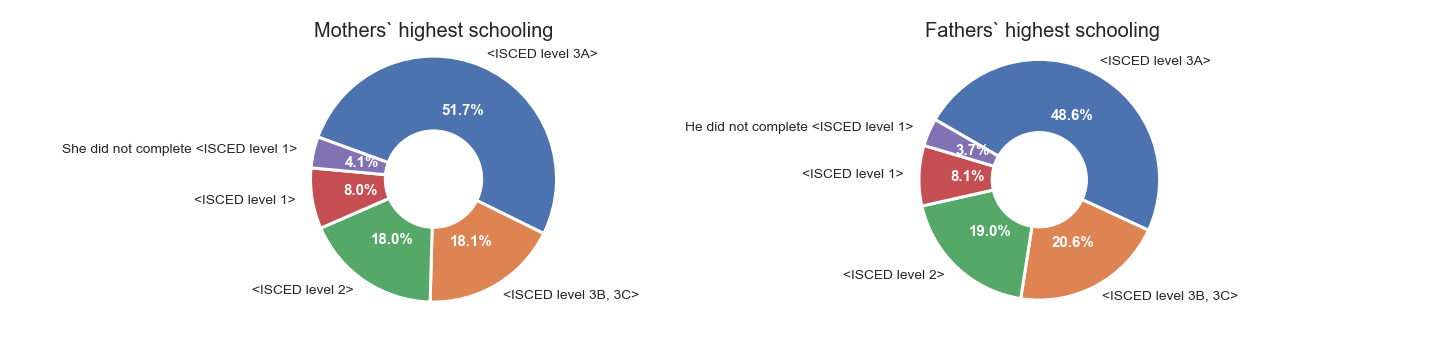 Mothers` highest schooling
<ISCED level 3A>
51.7%
She did not complete <ISCED level 1>
4.1%
<ISCED level 1>
8.0%
18.0%
18.1%
<ISCED level 2>
<ISCED level 3B, 3C>
Fathers` highest schooling
<ISCED level 3A>
48.6%
He did not complete <ISCED level 1>
3.7%
<ISCED level 1>
8.1%
19.0%
20.6%
<ISCED level 2>
<ISCED level 3B, 3C>